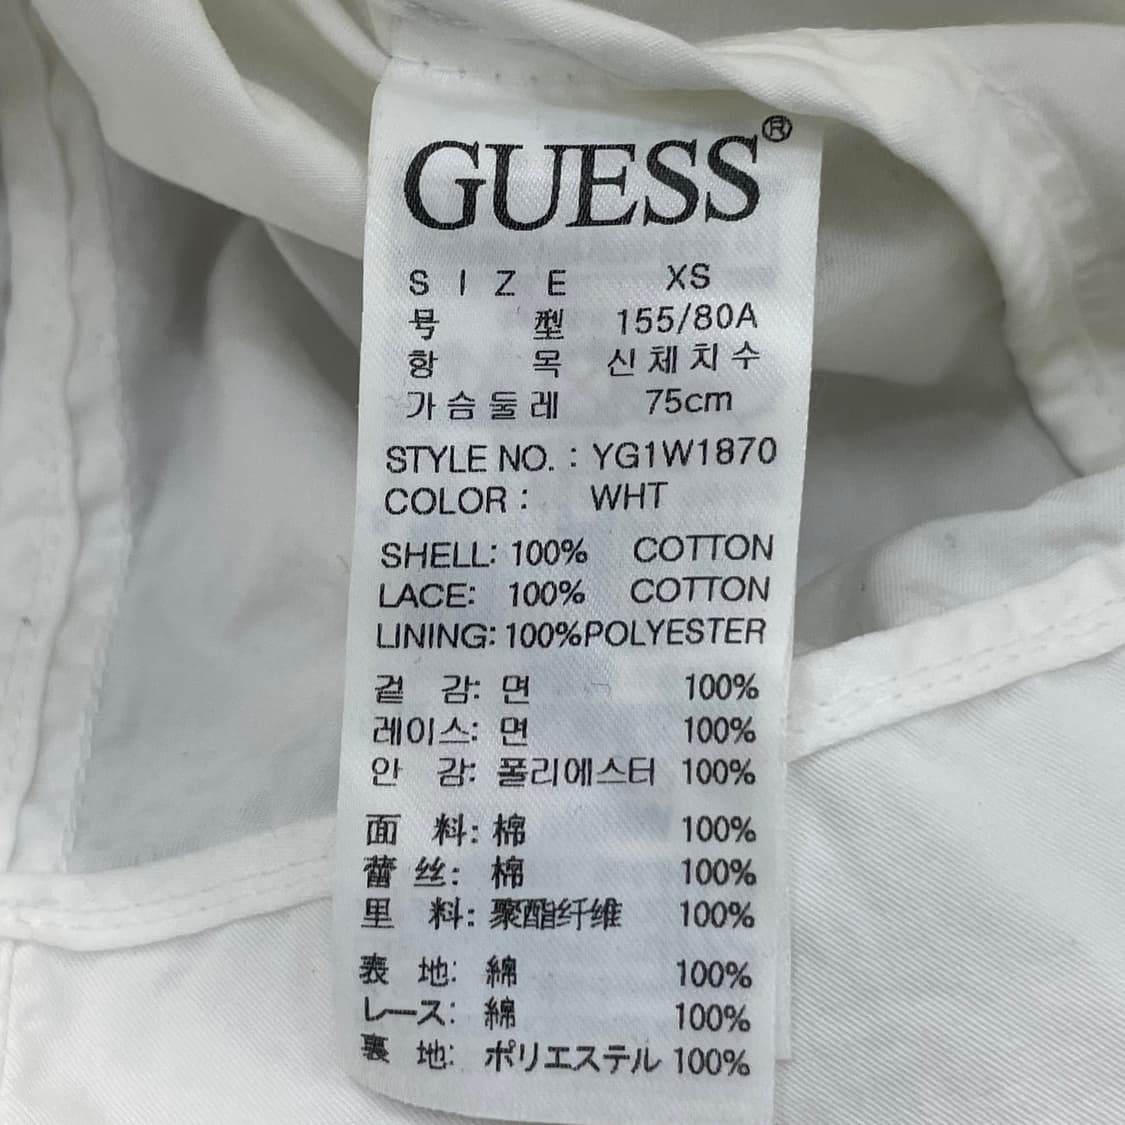 GUESS®
SIZE XS
号型 155/80A
항목 신체치수
가슴둘레 75cm
STYLE NO. : YG1W1870
COLOR : WHT
SHELL: 100% COTTON
LACE: 100% COTTON
LINING: 100%POLYESTER
겉감: 면 100%
레이스: 면 100%
안감: 폴리에스터 100%
面料: 棉 100%
蕾丝: 棉 100%
里料: 聚酯纤维 100%
表地: 綿 100%
レース: 綿 100%
裏地: ポリエステル 100%